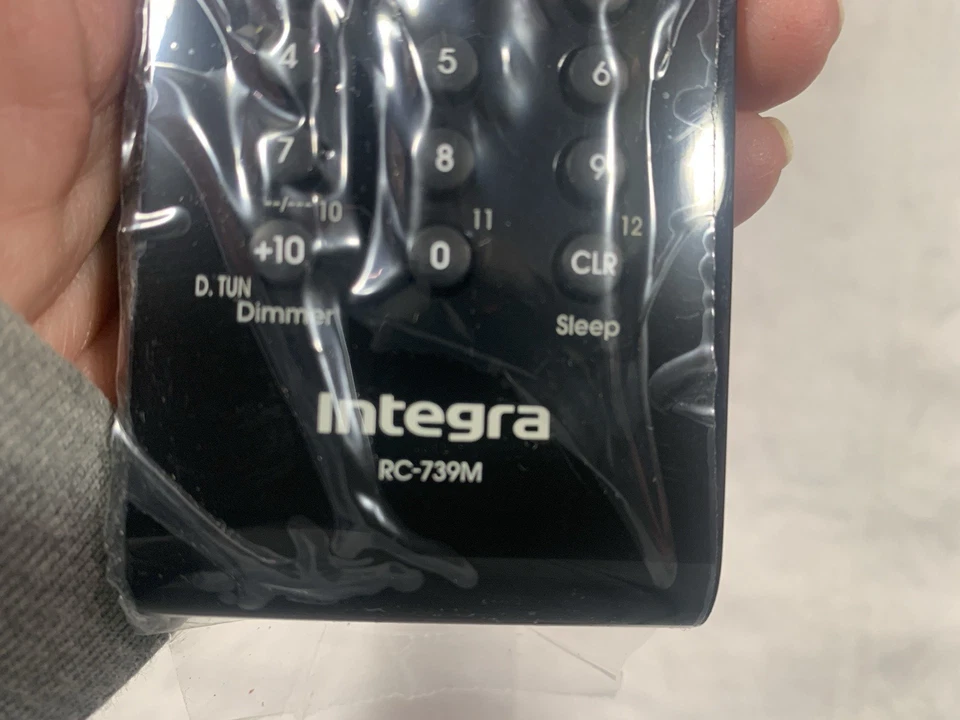 4 5 6
7 8 9
--/--- 10 11 12
+10 0 CLR
D. TUN
Dimmer Sleep
Integra
RC-739M